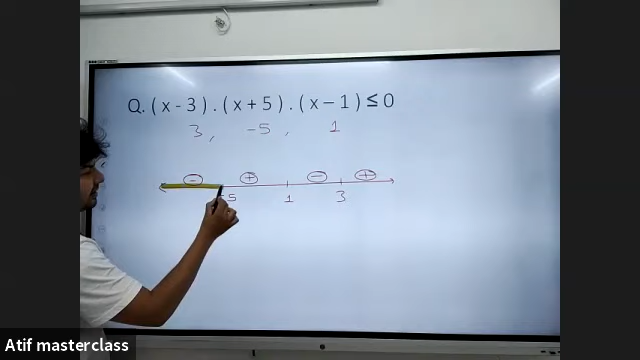 Q. (x - 3) . (x + 5) . (x - 1) ≤ 0
3, -5, 1
- + - +
-5 1 3
Atif masterclass